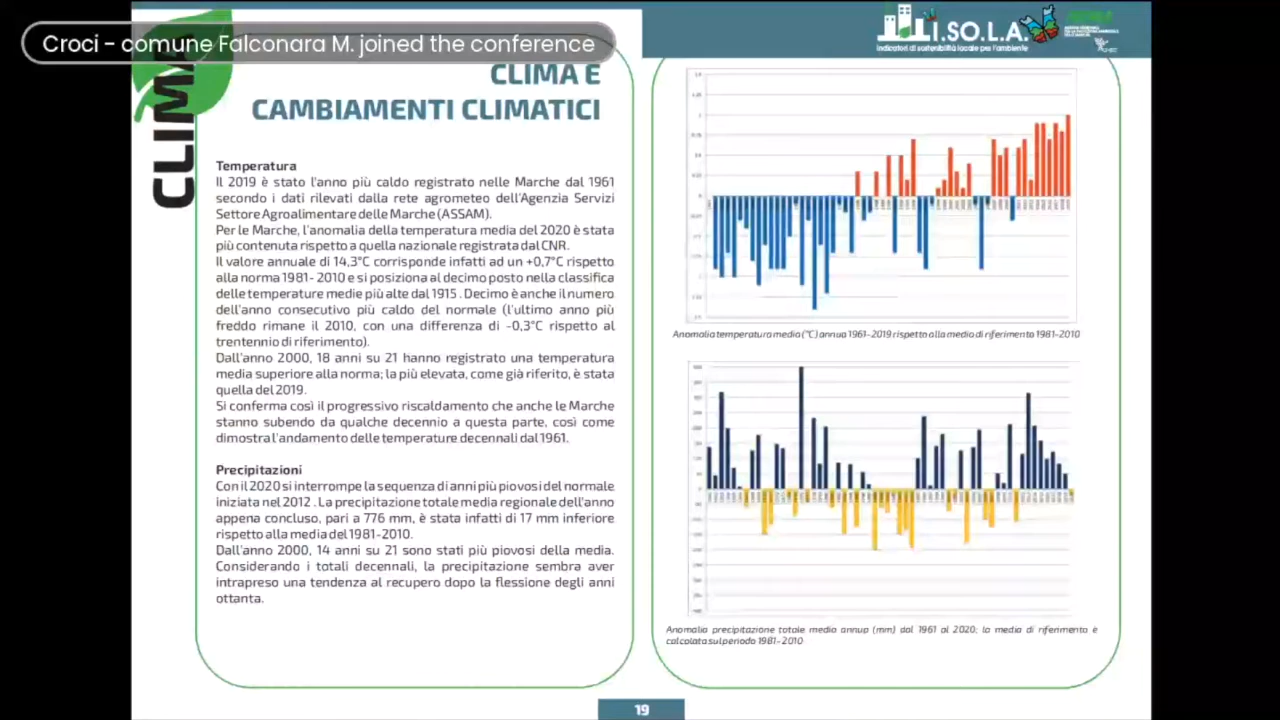 Croci - comune Falconara M. joined the conference
CLIMA
CLIMA E
CAMBIAMENTI CLIMATICI
Temperatura
Il 2019 è stato l'anno più caldo registrato nelle Marche dal 1961
secondo i dati rilevati dalla rete agrometeo dell'Agenzia Servizi
Settore Agroalimentare delle Marche (ASSAM).
Per le Marche, l'anomalia della temperatura media del 2020 è stata
più contenuta rispetto a quella nazionale registrata dal CNR.
Il valore annuale di 14,3°C corrisponde infatti ad un +0,7°C rispetto
alla norma 1981- 2010 e si posiziona al decimo posto nella classifica
delle temperature medie più alte dal 1915 . Decimo è anche il numero
dell'anno consecutivo più caldo del normale (l'ultimo anno più
freddo rimane il 2010, con una differenza di -0,3°C rispetto al
trentennio di riferimento).
Dall'anno 2000, 18 anni su 21 hanno registrato una temperatura
media superiore alla norma; la più elevata, come già riferito, è stata
quella del 2019.
Si conferma così il progressivo riscaldamento che anche le Marche
stanno subendo da qualche decennio a questa parte, così come
dimostra l'andamento delle temperature decennali dal 1961.
Precipitazioni
Con il 2020 si interrompe la sequenza di anni più piovosi del normale
iniziata nel 2012 . La precipitazione totale media regionale dell'anno
appena concluso, pari a 776 mm, è stata infatti di 17 mm inferiore
rispetto alla media del 1981-2010.
Dall'anno 2000, 14 anni su 21 sono stati più piovosi della media.
Considerando i totali decennali, la precipitazione sembra aver
intrapreso una tendenza al recupero dopo la flessione degli anni
ottanta.
I.SO.L.A.
Indicatori di sostenibilità locale per l'ambiente
Anomalia temperatura media (°C) annua 1961-2019 rispetto alla media di riferimento 1981-2010
Anomalia precipitazione totale media annua (mm) dal 1961 al 2020; la media di riferimento è
calcolata sul periodo 1981-2010
19